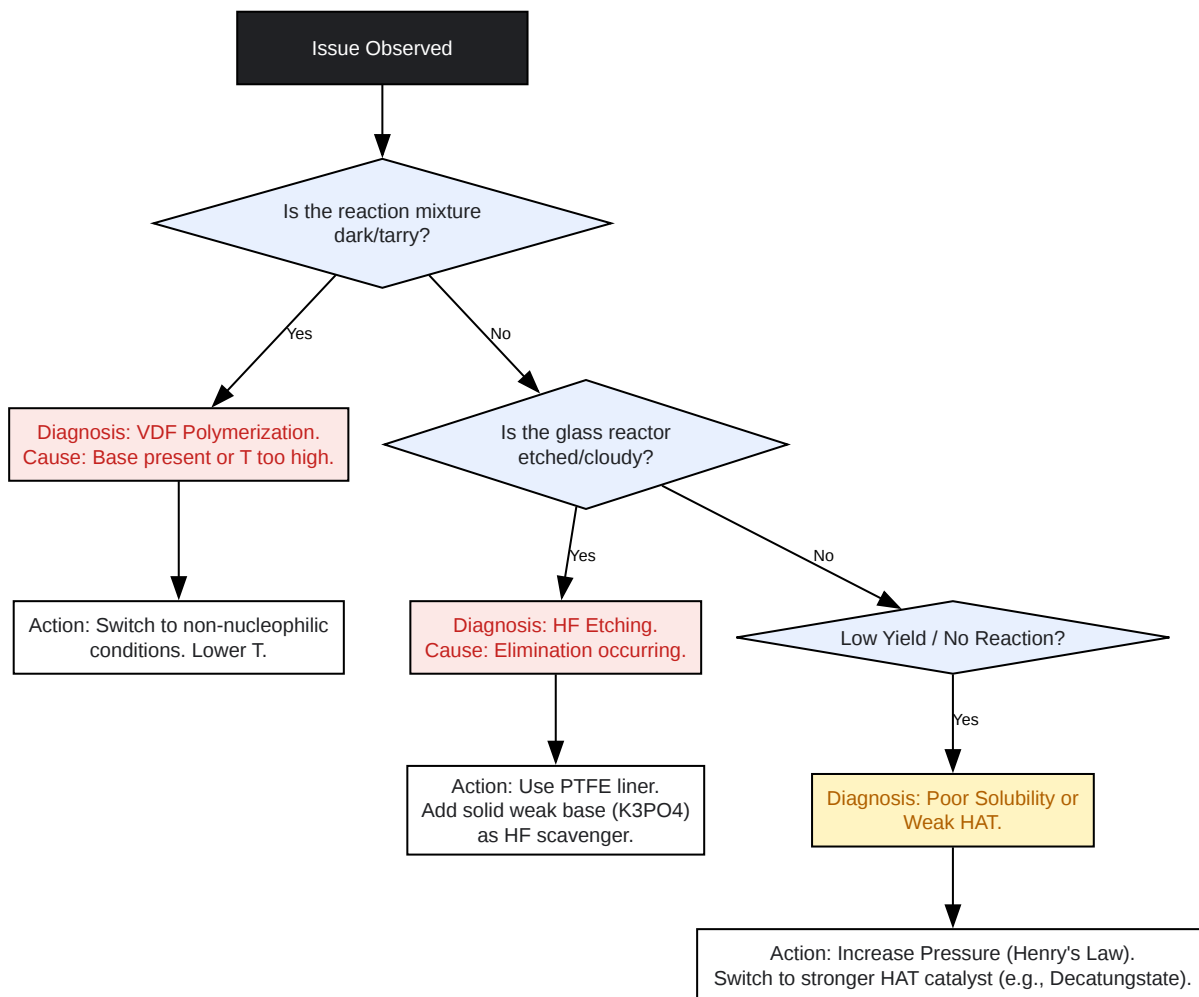 Issue Observed
Is the reaction mixture
dark/tarry?
Yes
No
Diagnosis: VDF Polymerization.
Cause: Base present or T too high.
Is the glass reactor
etched/cloudy?
Yes
No
Action: Switch to non-nucleophilic
conditions. Lower T.
Diagnosis: HF Etching.
Cause: Elimination occurring.
Low Yield / No Reaction?
Yes
Action: Use PTFE liner.
Add solid weak base (K3PO4)
as HF scavenger.
Diagnosis: Poor Solubility or
Weak HAT.
Action: Increase Pressure (Henry's Law).
Switch to stronger HAT catalyst (e.g., Decatungstate).